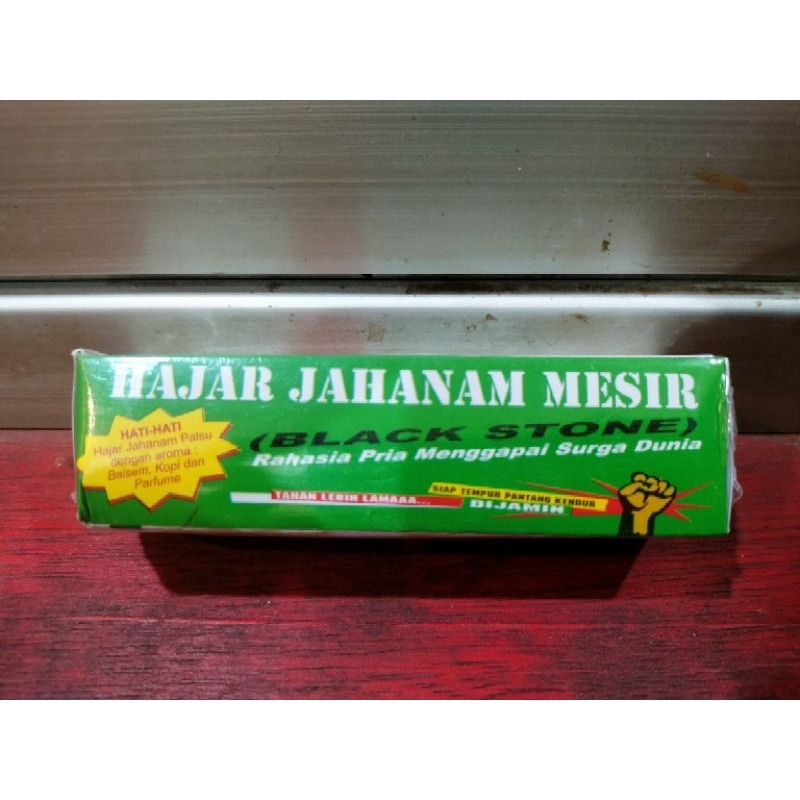 HAJAR JAHANAM MESIR
(BLACK STONE)
Rahasia Pria Menggapai Surga Dunia
HATI-HATI
Hajar Jahanam Palsu
dengan aroma :
Balsem, Kopi dan
Parfume
TAHAN LEBIH LAMAAA...
SIAP TEMPUR PANTANG KENDUR
DIJAMIN